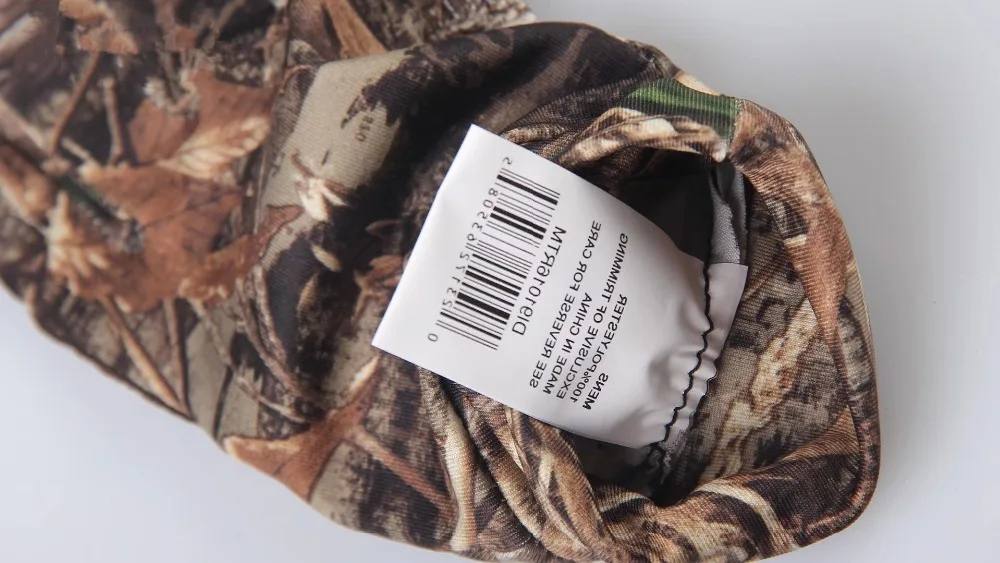 MENS
100%POLYESTER
EXCLUSIVE OF TRIMMING
MADE IN CHINA
SEE REVERSE FOR CARE